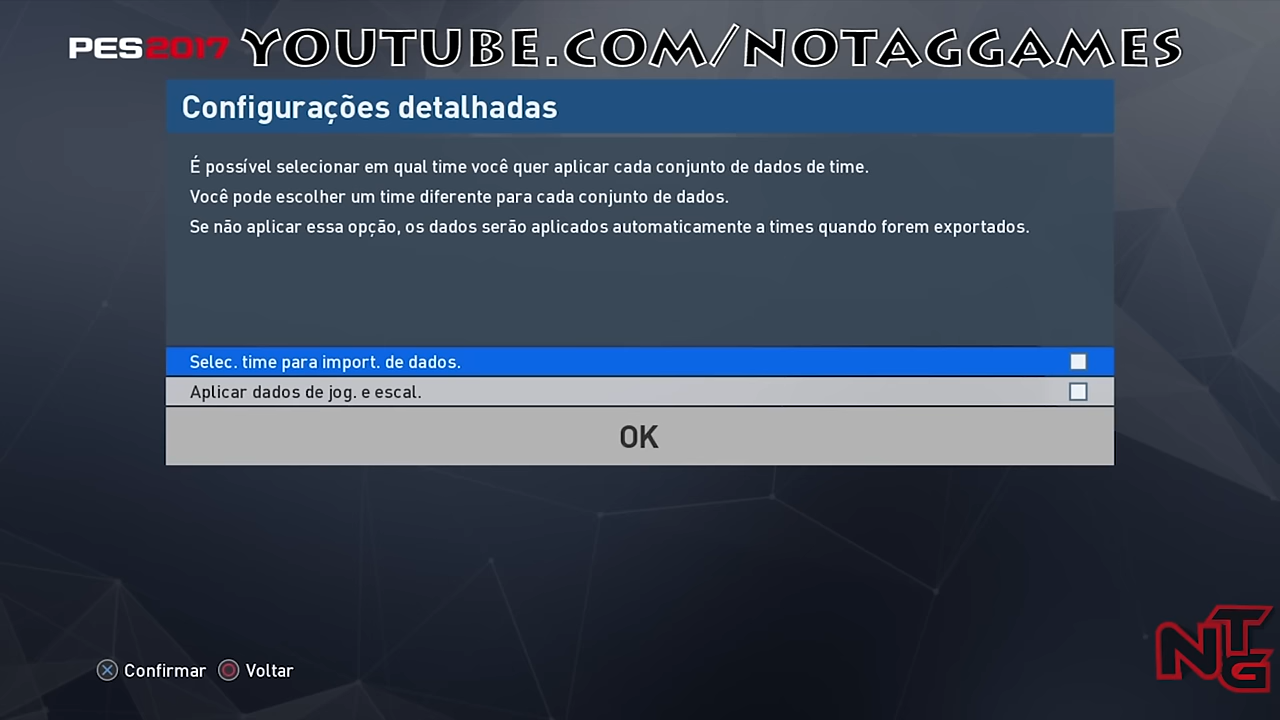 PES2017 YOUTUBE.COM/NOTAGGAMES
Configurações detalhadas
É possível selecionar em qual time você quer aplicar cada conjunto de dados de time.
Você pode escolher um time diferente para cada conjunto de dados.
Se não aplicar essa opção, os dados serão aplicados automaticamente a times quando forem exportados.
Selec. time para import. de dados.
Aplicar dados de jog. e escal.
OK
Confirmar Voltar
NTG